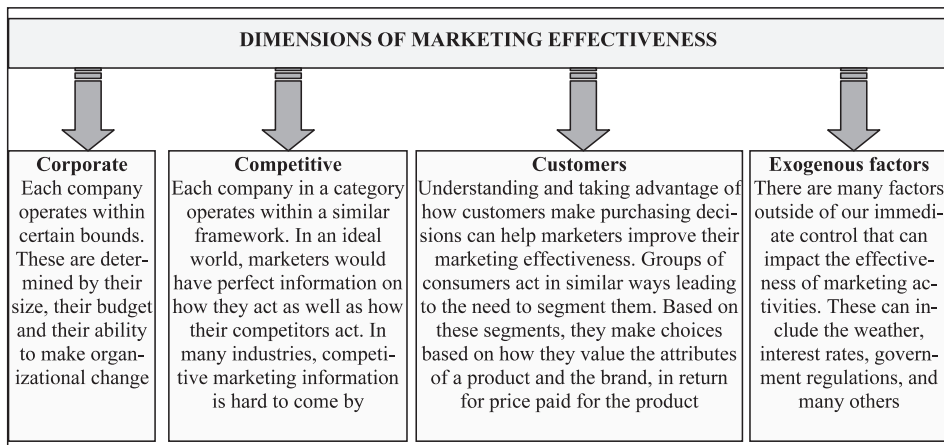 DIMENSIONS OF MARKETING EFFECTIVENESS
Corporate
Each company
operates within
certain bounds.
These are deter-
mined by their
size, their budget
and their ability
to make organ-
izational change
Competitive
Each company in a category
operates within a similar
framework. In an ideal
world, marketers would
have perfect information on
how they act as well as how
their competitors act. In
many industries, competi-
tive marketing information
is hard to come by
Customers
Understanding and taking advantage of
how customers make purchasing deci-
sions can help marketers improve their
marketing effectiveness. Groups of
consumers act in similar ways leading
to the need to segment them. Based on
these segments, they make choices
based on how they value the attributes
of a product and the brand, in return
for price paid for the product
Exogenous factors
There are many factors
outside of our immedi-
ate control that can
impact the effective-
ness of marketing ac-
tivities. These can in-
clude the weather,
interest rates, govern-
ment regulations, and
many others